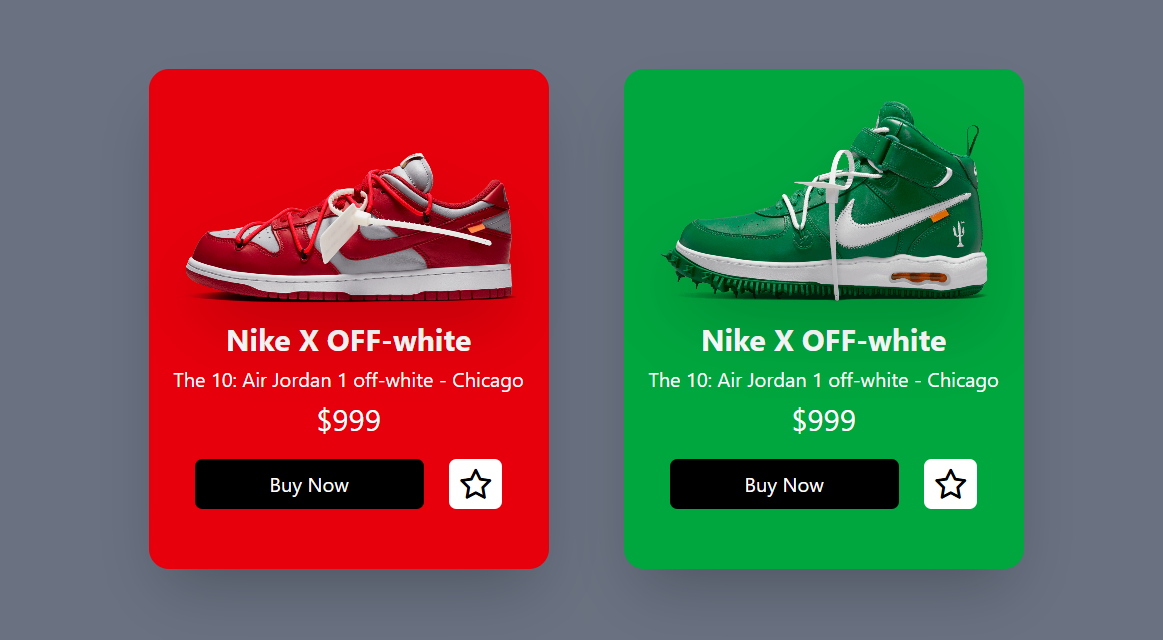 Nike X OFF-white
The 10: Air Jordan 1 off-white - Chicago
$999
Buy Now
Nike X OFF-white
The 10: Air Jordan 1 off-white - Chicago
$999
Buy Now